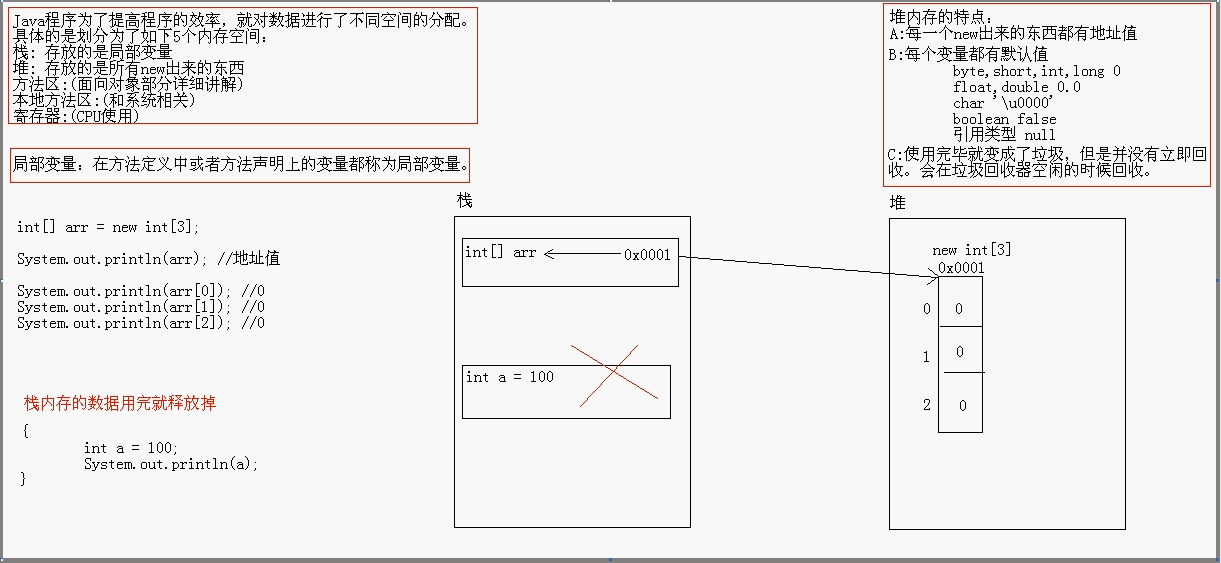 Java程序为了提高程序的效率，就对数据进行了不同空间的分配。
具体的是划分为了如下5个内存空间：
栈：存放的是局部变量
堆：存放的是所有new出来的东西
方法区:(面向对象部分详细讲解)
本地方法区:(和系统相关)
寄存器:(CPU使用)
局部变量：在方法定义中或者方法声明上的变量都称为局部变量。
int[] arr = new int[3];
System.out.println(arr); //地址值
System.out.println(arr[0]); //0
System.out.println(arr[1]); //0
System.out.println(arr[2]); //0
栈内存的数据用完就释放掉
{
int a = 100;
System.out.println(a);
}
栈
int[] arr
0x0001
int a = 100
堆内存的特点：
A:每一个new出来的东西都有地址值
B:每个变量都有默认值
byte,short,int,long 0
float,double 0.0
char '\u0000'
boolean false
引用类型 null
C:使用完毕就变成了垃圾，但是并没有立即回
收。会在垃圾回收器空闲的时候回收。
堆
new int[3]
0x0001
0 0
1 0
2 0